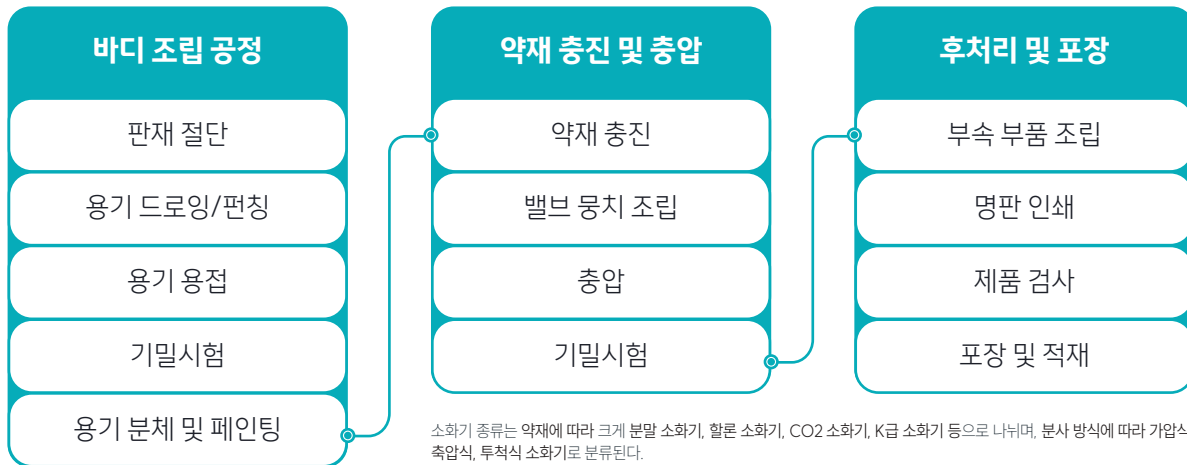 바디 조립 공정
판재 절단
용기 드로잉/펀칭
용기 용접
기밀시험
용기 분체 및 페인팅
약재 충진 및 충압
약재 충진
밸브 뭉치 조립
충압
기밀시험
후처리 및 포장
부속 부품 조립
명판 인쇄
제품 검사
포장 및 적재
소화기 종류는 약재에 따라 크게 분말 소화기, 할론 소화기, CO2 소화기, K급 소화기 등으로 나뉘며, 분사 방식에 따라 가압식
축압식, 투척식 소화기로 분류된다.